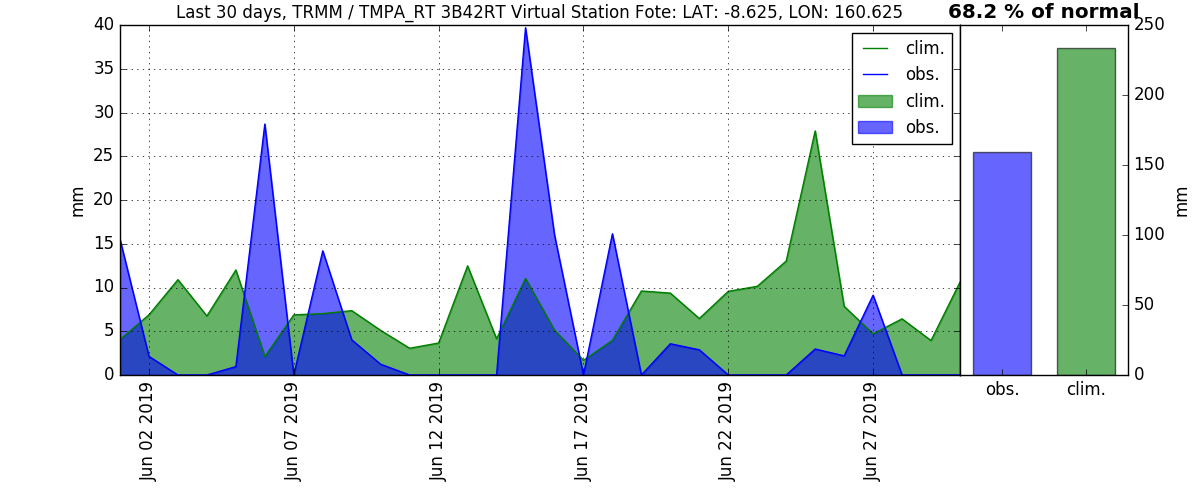 Last 30 days, TRMM / TMPA_RT 3B42RT Virtual Station Fote: LAT: -8.625, LON: 160.625
68.2 % of normal
40
35
30
25
20
15
10
5
0
mm
clim.
obs.
clim.
obs.
Jun 02 2019
Jun 07 2019
Jun 12 2019
Jun 17 2019
Jun 22 2019
Jun 27 2019
250
200
150
100
50
0
mm
obs.
clim.